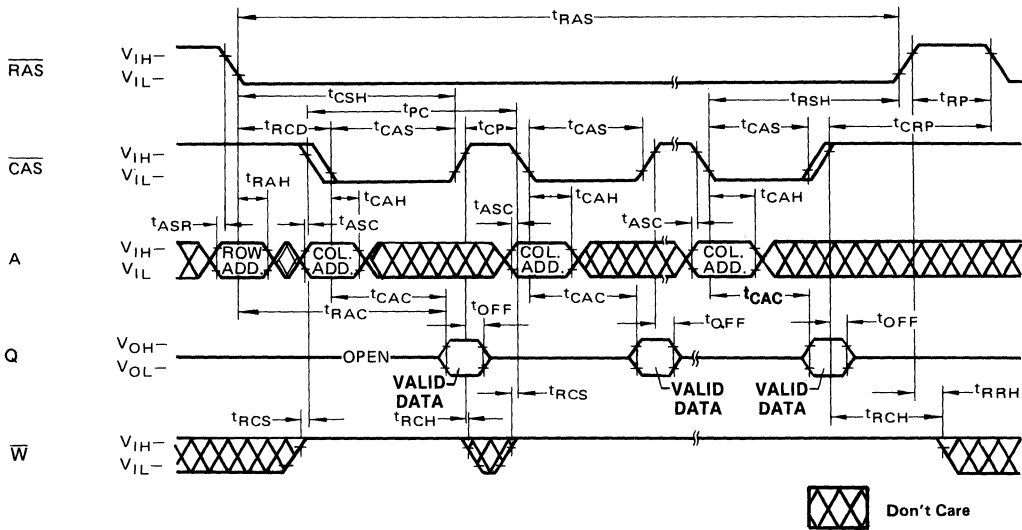 tRAS
RAS VIH–
VIL–
tCSH tPC tRSH tRP
tRCD tCAS tCP tCAS tCAS tCRP
CAS VIH–
VIL–
tRAH tCAH tCAH tCAH
tASR tASC tASC tASC
A VIH– ROW ADD. COL. ADD. COL. ADD. COL. ADD.
VIL
tCAC tCAC tCAC
tRAC tOFF tOFF tOFF
Q VOH–
VOL– OPEN
VALID DATA VALID DATA VALID DATA
tRCS tRCH tRCS tRCH tRRH
W VIH–
VIL–
Don't Care